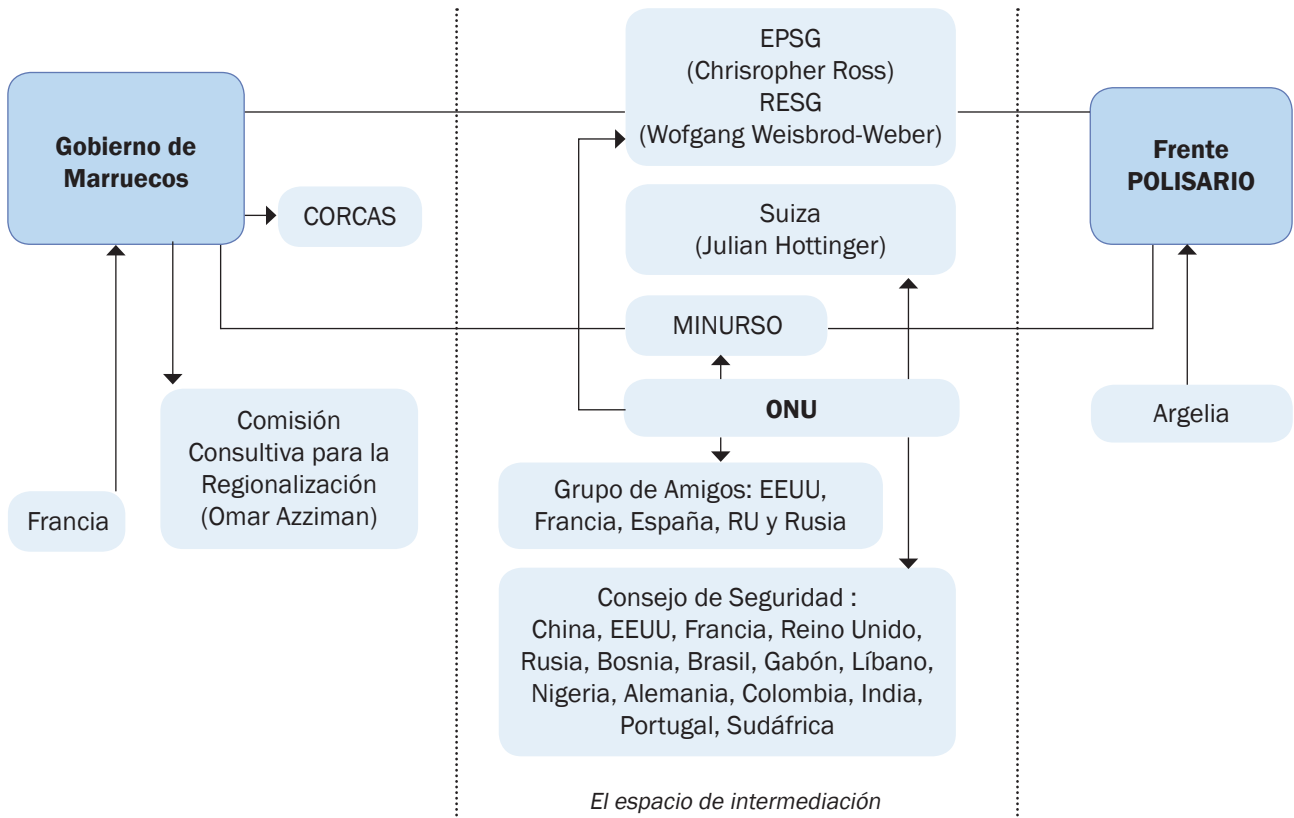 Gobierno de
Marruecos
CORCAS
Comisión
Consultiva para la
Regionalización
(Omar Azziman)
Francia
EPSG
(Chrisropher Ross)
RESG
(Wofgang Weisbrod-Weber)
Suiza
(Julian Hottinger)
MINURSO
ONU
Grupo de Amigos: EEUU,
Francia, España, RU y Rusia
Consejo de Seguridad :
China, EEUU, Francia, Reino Unido,
Rusia, Bosnia, Brasil, Gabón, Líbano,
Nigeria, Alemania, Colombia, India,
Portugal, Sudáfrica
El espacio de intermediación
Frente
POLISARIO
Argelia